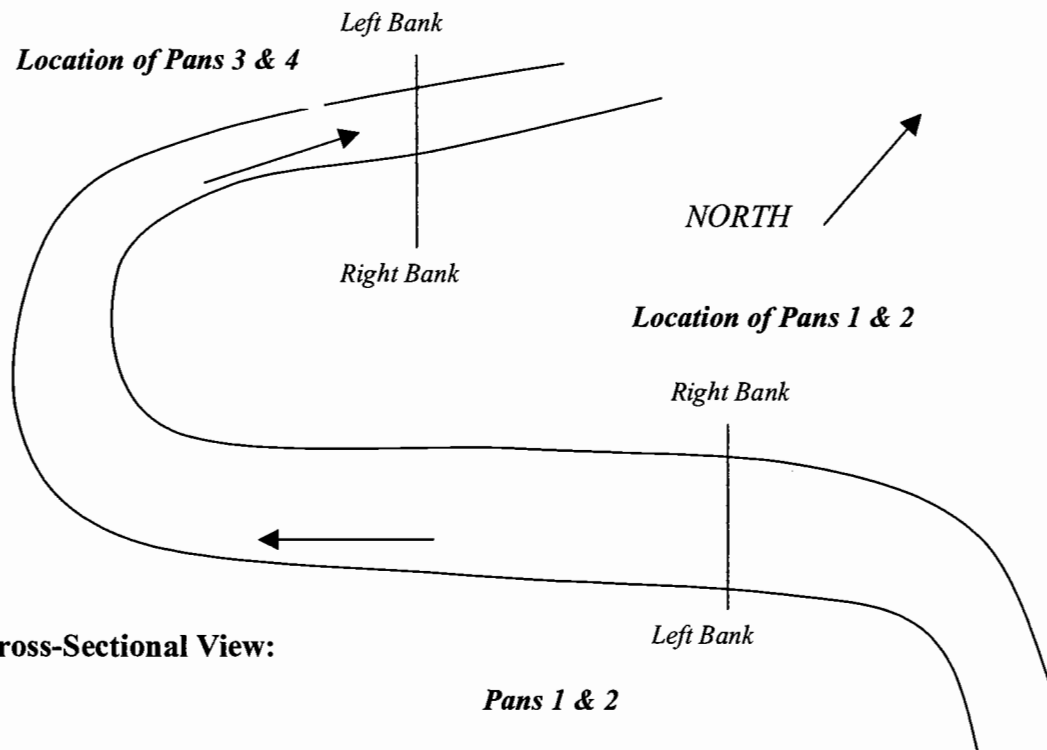 Left Bank
Location of Pans 3 & 4
NORTH
Right Bank
Location of Pans 1 & 2
Right Bank
Left Bank
ross-Sectional View:
Pans 1 & 2